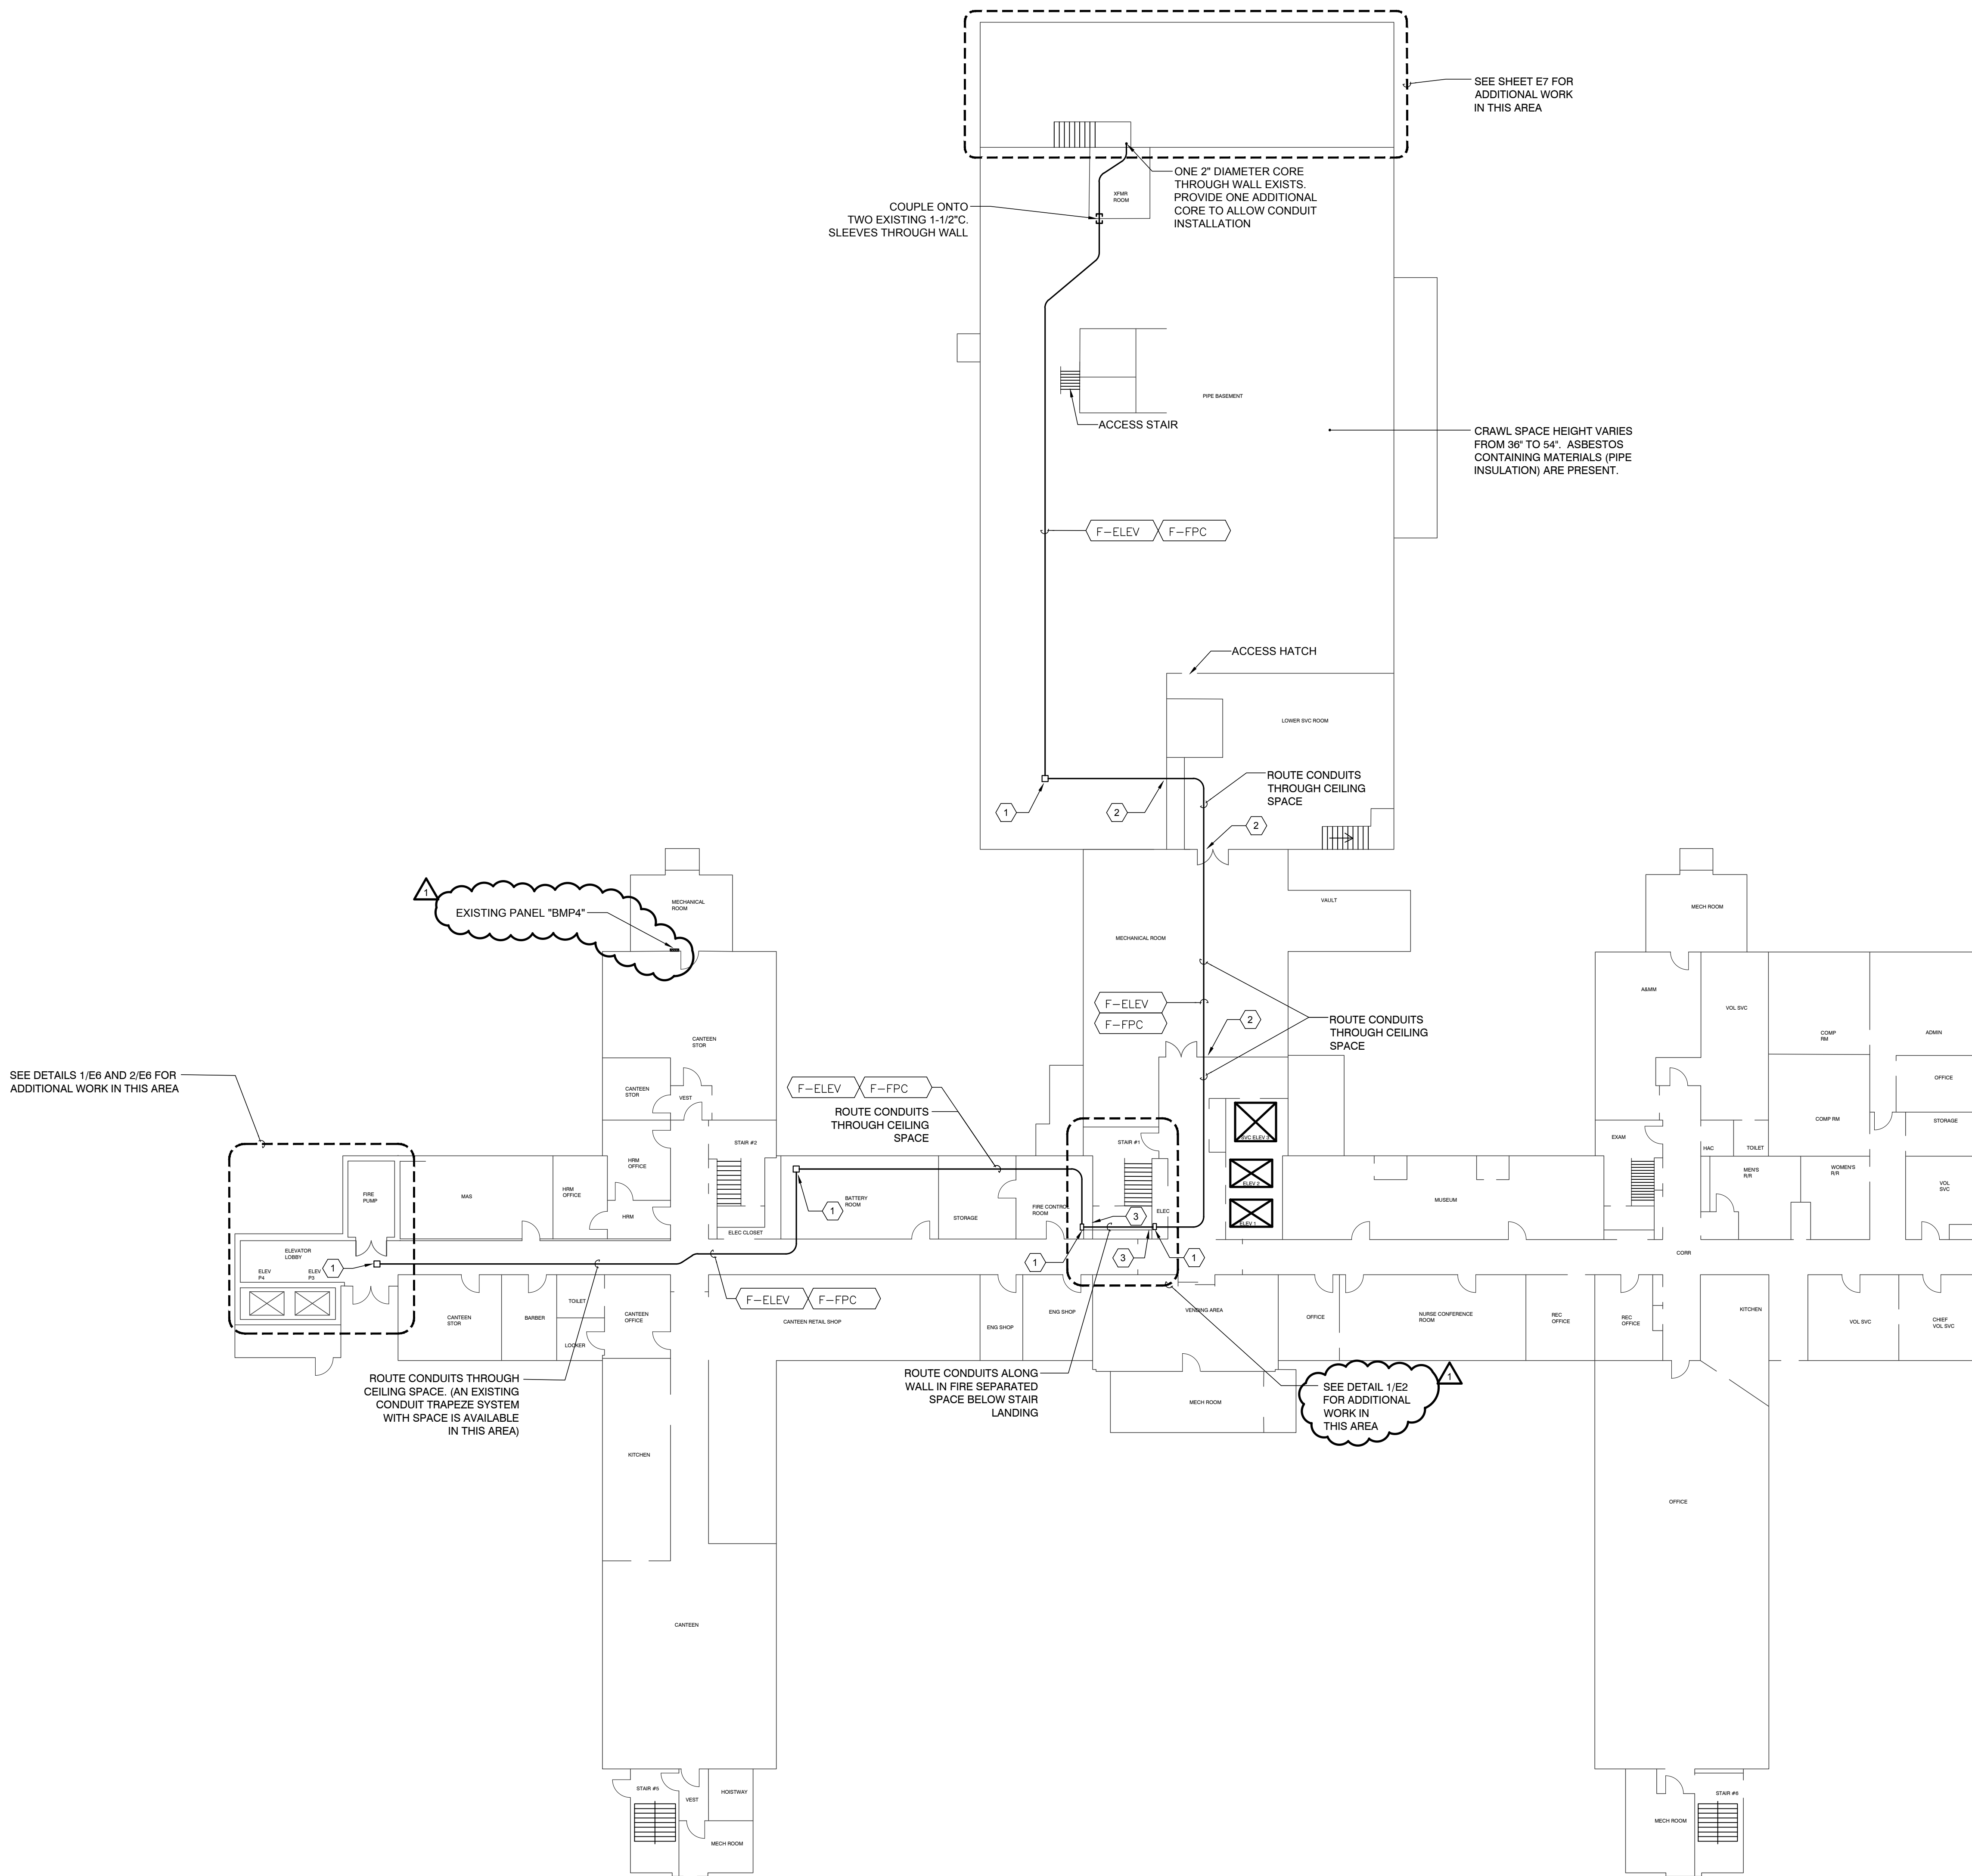 SEE SHEET E7 FOR
ADDITIONAL WORK
IN THIS AREA
ONE 2" DIAMETER CORE
THROUGH WALL EXISTS.
PROVIDE ONE ADDITIONAL
CORE TO ALLOW CONDUIT
INSTALLATION
XFMR
ROOM
COUPLE ONTO
TWO EXISTING 1-1/2"C.
SLEEVES THROUGH WALL
PIPE BASEMENT
ACCESS STAIR
CRAWL SPACE HEIGHT VARIES
FROM 36" TO 54". ASBESTOS
CONTAINING MATERIALS (PIPE
INSULATION) ARE PRESENT.
F-ELEV F-FPC
ACCESS HATCH
LOWER SVC ROOM
ROUTE CONDUITS
THROUGH CEILING
SPACE
1
2
2
1
EXISTING PANEL "BMP4"
MECHANICAL
ROOM
VAULT
MECHANICAL ROOM
MECH ROOM
A&MM
VOL SVC
COMP
RM
ADMIN
F-ELEV
F-FPC
2
ROUTE CONDUITS
THROUGH CEILING
SPACE
CANTEEN
STOR
SEE DETAILS 1/E6 AND 2/E6 FOR
ADDITIONAL WORK IN THIS AREA
CANTEEN
STOR
VEST
F-ELEV F-FPC
ROUTE CONDUITS
THROUGH CEILING
SPACE
OFFICE
COMP RM
STORAGE
STAIR #2
STAIR #1
SVC ELEV 3
EXAM
HAC
TOILET
HRM
OFFICE
MEN'S
R/R
WOMEN'S
R/R
VOL
SVC
FIRE
PUMP
MAS
HRM
OFFICE
HRM
ELEC CLOSET
BATTERY
ROOM
1
STORAGE
FIRE CONTROL
ROOM
3
ELEC
ELEV 2
ELEV 1
MUSEUM
ELEVATOR
LOBBY
ELEV
P4
ELEV
P3
1
1
3
1
CORR
F-ELEV F-FPC
CANTEEN
STOR
BARBER
TOILET
LOCKER
CANTEEN
OFFICE
CANTEEN RETAIL SHOP
ENG SHOP
ENG SHOP
VENDING AREA
OFFICE
NURSE CONFERENCE
ROOM
REC
OFFICE
REC
OFFICE
KITCHEN
VOL SVC
CHIEF
VOL SVC
ROUTE CONDUITS THROUGH
CEILING SPACE. (AN EXISTING
CONDUIT TRAPEZE SYSTEM
WITH SPACE IS AVAILABLE
IN THIS AREA)
ROUTE CONDUITS ALONG
WALL IN FIRE SEPARATED
SPACE BELOW STAIR
LANDING
MECH ROOM
SEE DETAIL 1/E2
FOR ADDITIONAL
WORK IN
THIS AREA
1
KITCHEN
OFFICE
CANTEEN
STAIR #5
VEST
HOISTWAY
MECH ROOM
STAIR #6
MECH ROOM